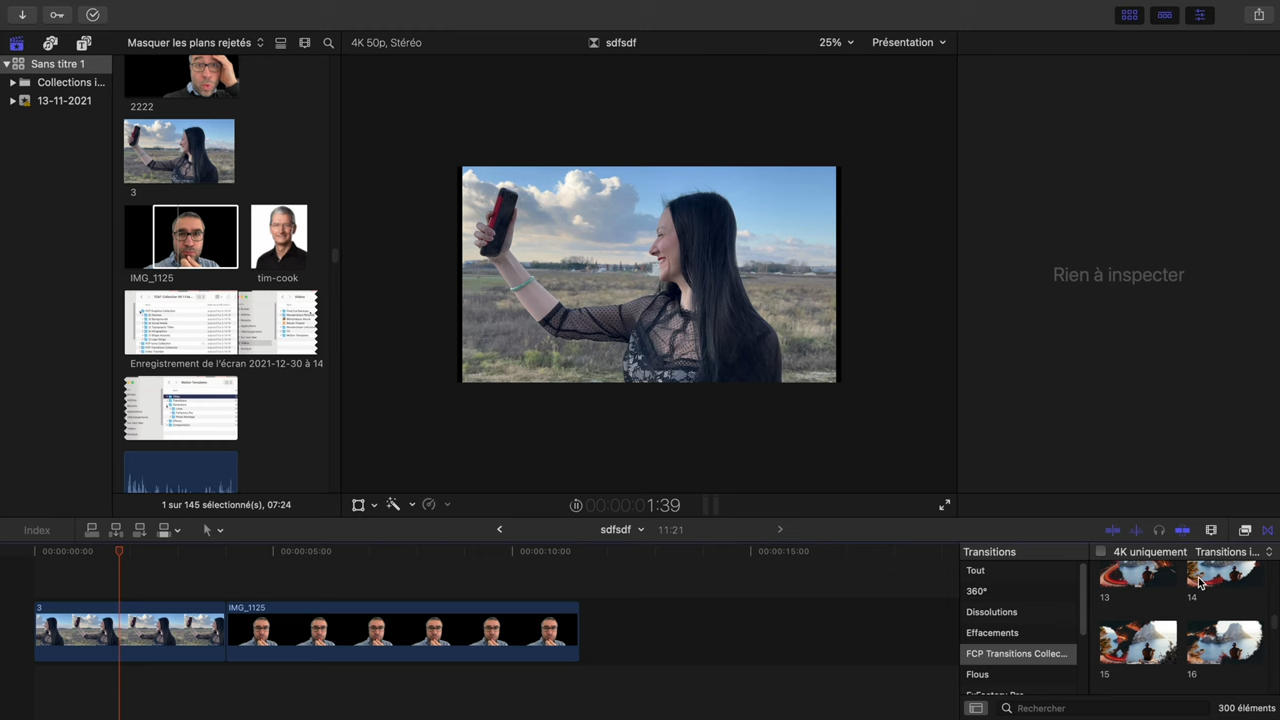 Masquer les plans rejetés
4K 50p, Stéréo
sdfsdf
25%
Présentation
Sans titre 1
Collections i...
13-11-2021
2222
3
IMG_1125
tim-cook
Enregistrement de l'écran 2021-12-30 à 14
1 sur 145 sélectionné(s), 07:24
Rien à inspecter
00:00:00:01:39
Index
sdfsdf
11:21
00:00:00:00
00:00:05:00
00:00:10:00
00:00:15:00
3
IMG_1125
Transitions
4K uniquement
Transitions i...
Tout
360°
Dissolutions
Effacements
FCP Transitions Collec...
Flous
13
14
15
16
Rechercher
300 éléments